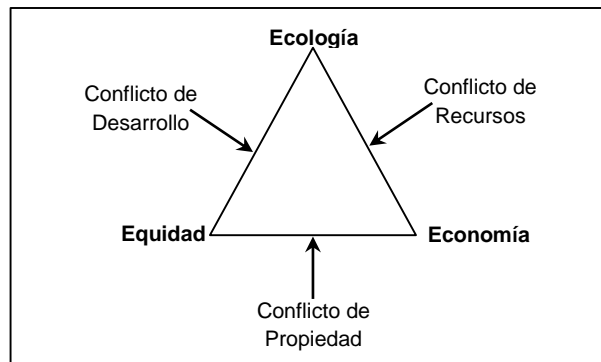 Ecología
Conflicto de
Desarrollo
Conflicto de
Recursos
Equidad
Economía
Conflicto de
Propiedad